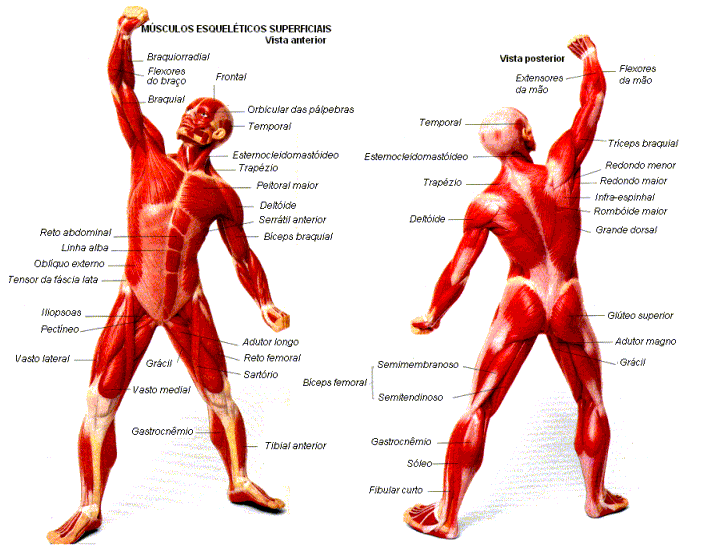 MÚSCULOS ESQUELÉTICOS SUPERFICIAIS
Vista anterior
Braquiorradial
Flexores
do braço
Braquial
Frontal
Orbicular das pálpebras
Temporal
Esternocleidomastóideo
Trapézio
Peitoral maior
Deltóide
Serrátil anterior
Bíceps braquial
Reto abdominal
Linha alba
Oblíquo externo
Tensor da fáscia lata
Iliopsoas
Pectíneo
Vasto lateral
Grácil
Vasto medial
Adutor longo
Reto femoral
Sartório
Gastrocnêmio
Tibial anterior
Vista posterior
Extensores
da mão
Flexores
da mão
Temporal
Esternocleidomastóideo
Trapézio
Deltóide
Tríceps braquial
Redondo menor
Redondo maior
Infra-espinhal
Rombóide maior
Grande dorsal
Glúteo superior
Adutor magno
Grácil
Semimembranoso
Bíceps femoral
Semitendinoso
Gastrocnêmio
Sóleo
Fibular curto